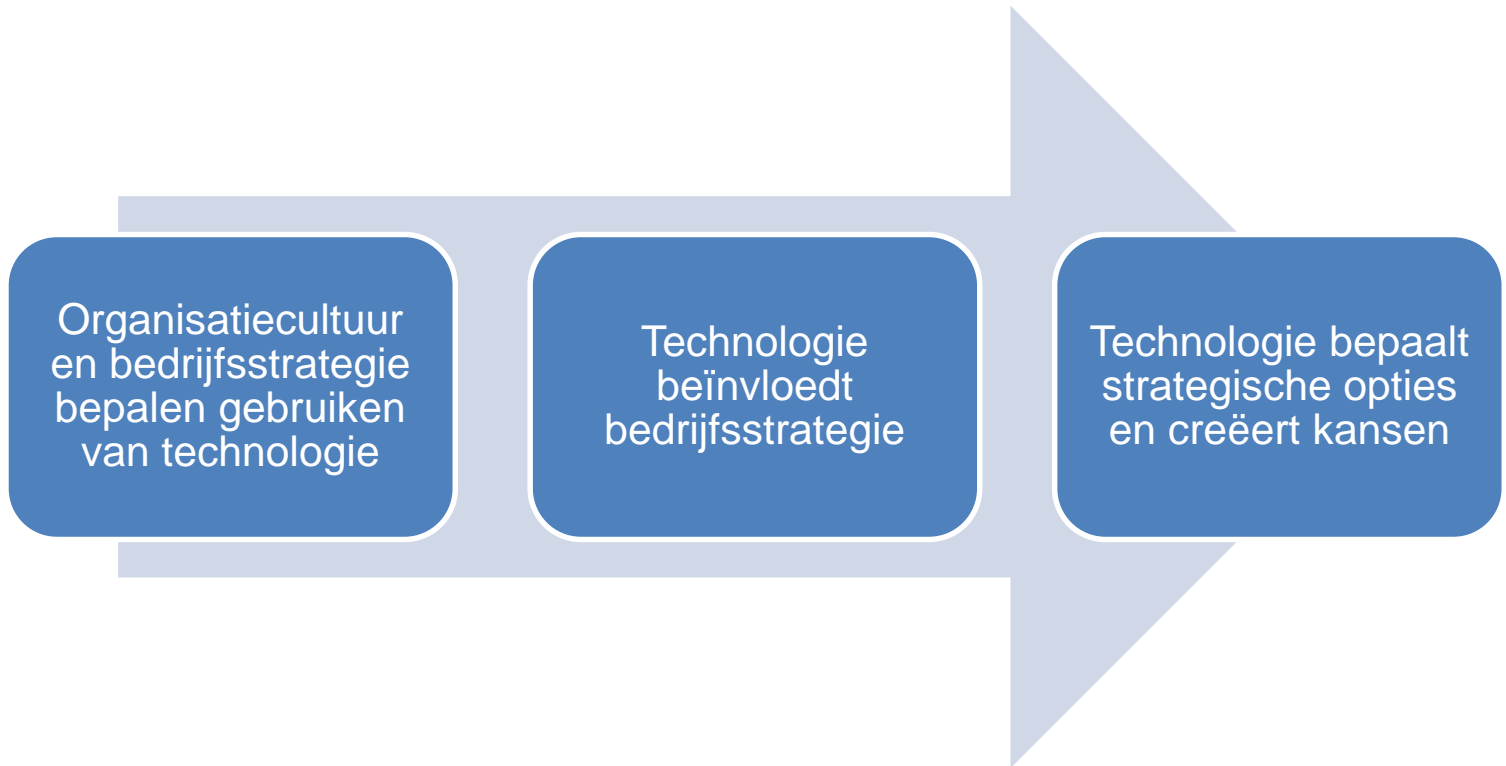 Organisatiecultuur
en bedrijfsstrategie
bepalen gebruiken
van technologie
Technologie
beïnvloedt
bedrijfsstrategie
Technologie bepaalt
strategische opties
en creëert kansen